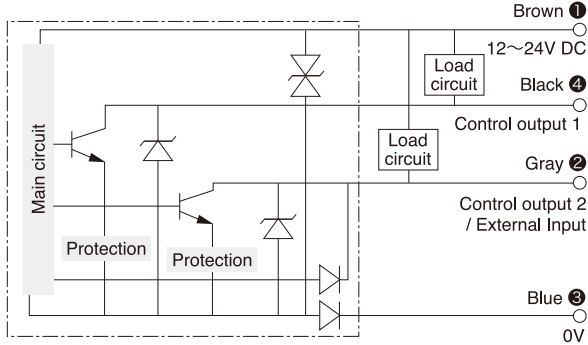 Brown ❶
12～24V DC
Load
circuit
Black ❹
Control output 1
Load
circuit
Gray ❷
Control output 2
/ External Input
Main circuit
Protection
Protection
Blue ❸
0V